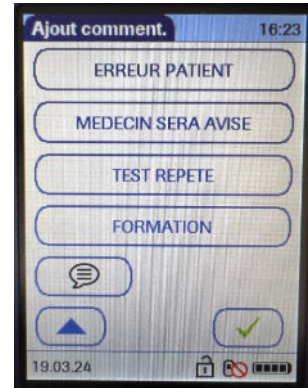 Ajout comment. 16:23
ERREUR PATIENT
MEDECIN SERA AVISE
TEST REPETE
FORMATION
19.03.24